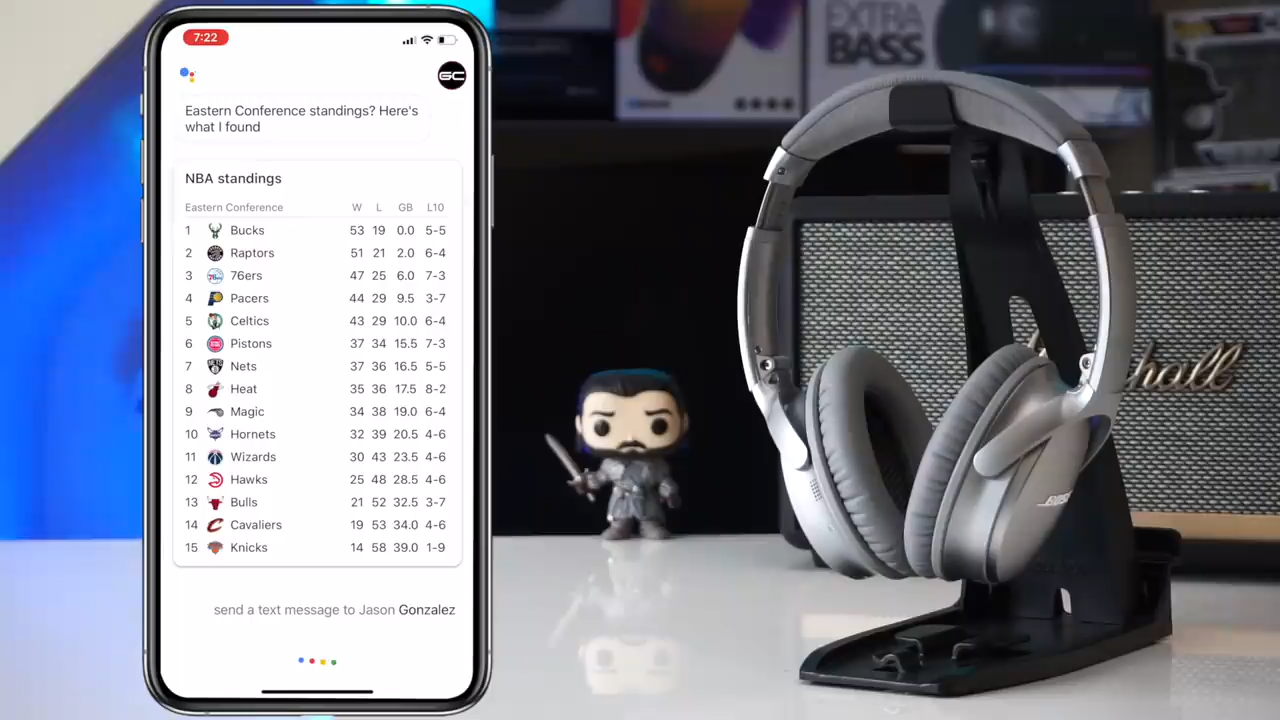 7:22
GC
Eastern Conference standings? Here's
what I found
NBA standings
Eastern Conference W L GB L10
1 Bucks 53 19 0.0 5-5
2 Raptors 51 21 2.0 6-4
3 76ers 47 25 6.0 7-3
4 Pacers 44 29 9.5 3-7
5 Celtics 43 29 10.0 6-4
6 Pistons 37 34 15.5 7-3
7 Nets 37 36 16.5 5-5
8 Heat 35 36 17.5 8-2
9 Magic 34 38 19.0 6-4
10 Hornets 32 39 20.5 4-6
11 Wizards 30 43 23.5 4-6
12 Hawks 25 48 28.5 4-6
13 Bulls 21 52 32.5 3-7
14 Cavaliers 19 53 34.0 4-6
15 Knicks 14 58 39.0 1-9
send a text message to Jason Gonzalez
EXTRA
BASS
hall
BOSE